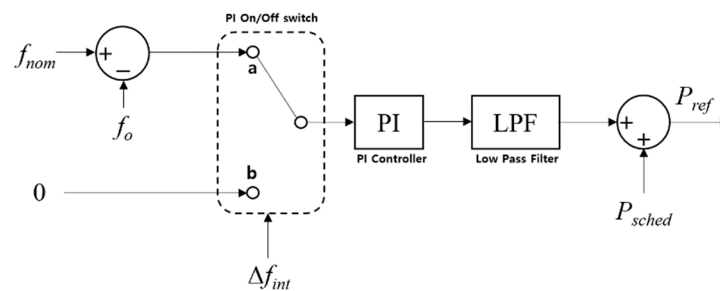 PI On/Off switch
f_nom
+
−
f_o
a
b
0
Δf_int
PI
PI Controller
LPF
Low Pass Filter
+
+
P_ref
P_sched